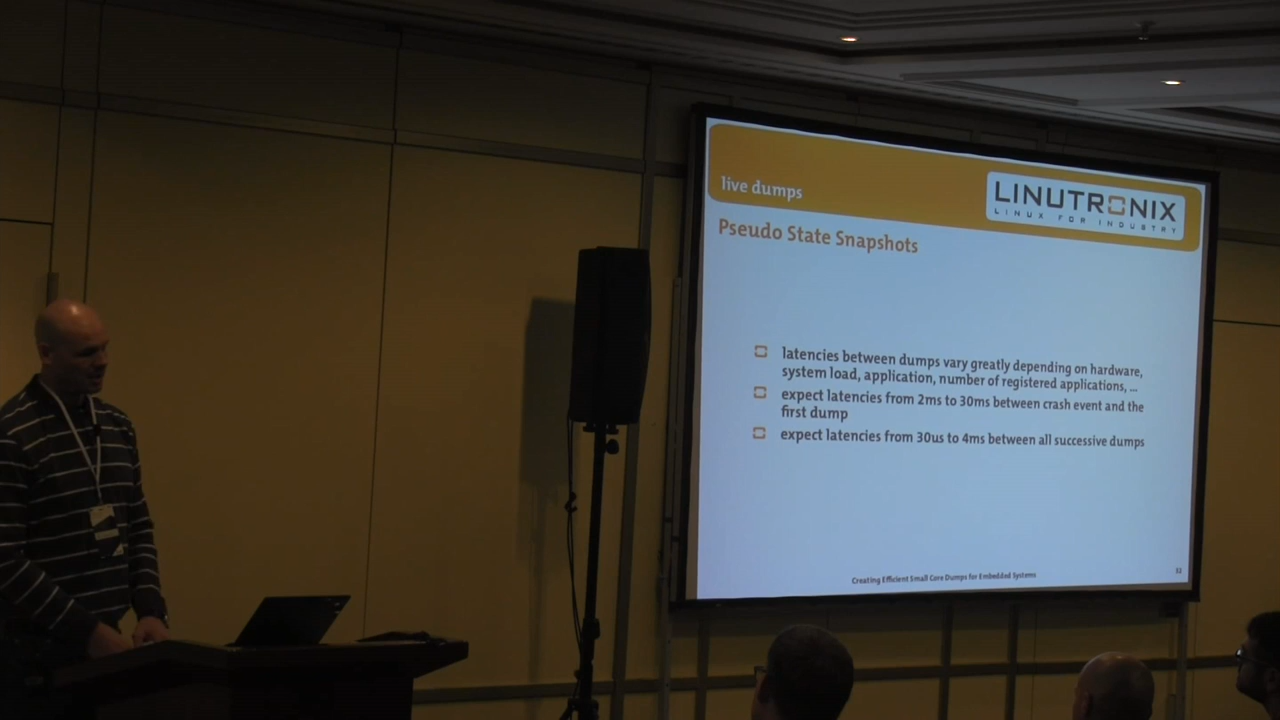 live dumps
LINUTRONIX
LINUX FOR INDUSTRY
Pseudo State Snapshots
latencies between dumps vary greatly depending on hardware,
system load, application, number of registered applications, ...
expect latencies from 2ms to 30ms between crash event and the
first dump
expect latencies from 30us to 4ms between all successive dumps
Creating Efficient Small Core Dumps for Embedded Systems